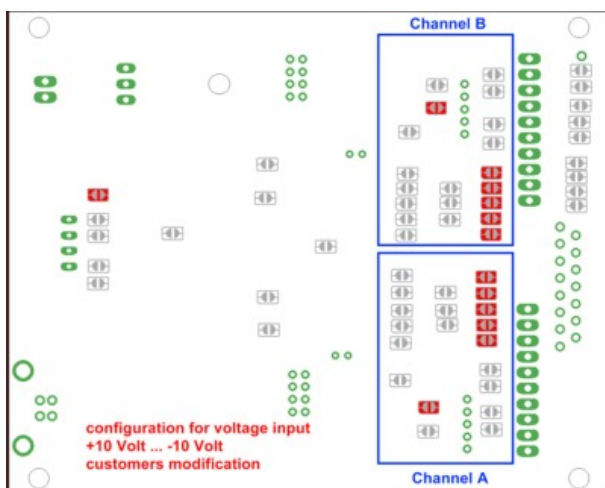 Channel B
configuration for voltage input
+10 Volt ... -10 Volt
customers modification
Channel A